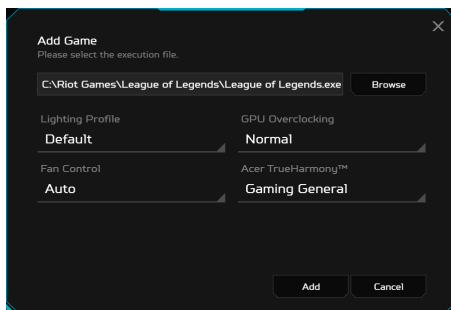 Add Game
Please select the execution file.
C:\Riot Games\League of Legends\League of Legends.exe
Browse
Lighting Profile
GPU Overclocking
Default
Normal
Fan Control
Acer TrueHarmony™
Auto
Gaming General
Add
Cancel